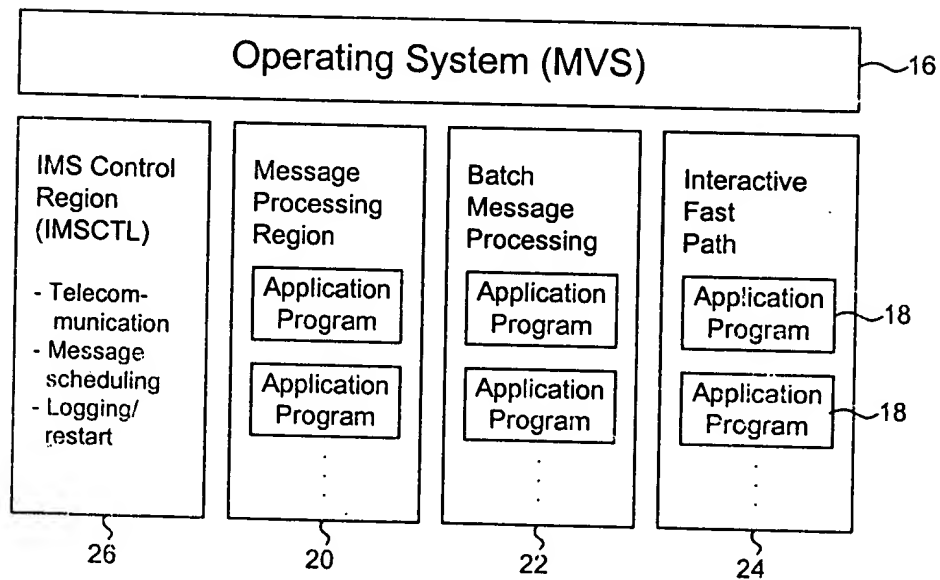 Operating System (MVS)
16
IMS Control
Region
(IMSCTL)
- Telecom-
munication
- Message
scheduling
- Logging/
restart
26
Message
Processing
Region
Application
Program
Application
Program
20
Batch
Message
Processing
Application
Program
Application
Program
22
Interactive
Fast
Path
Application
Program
18
Application
Program
18
24